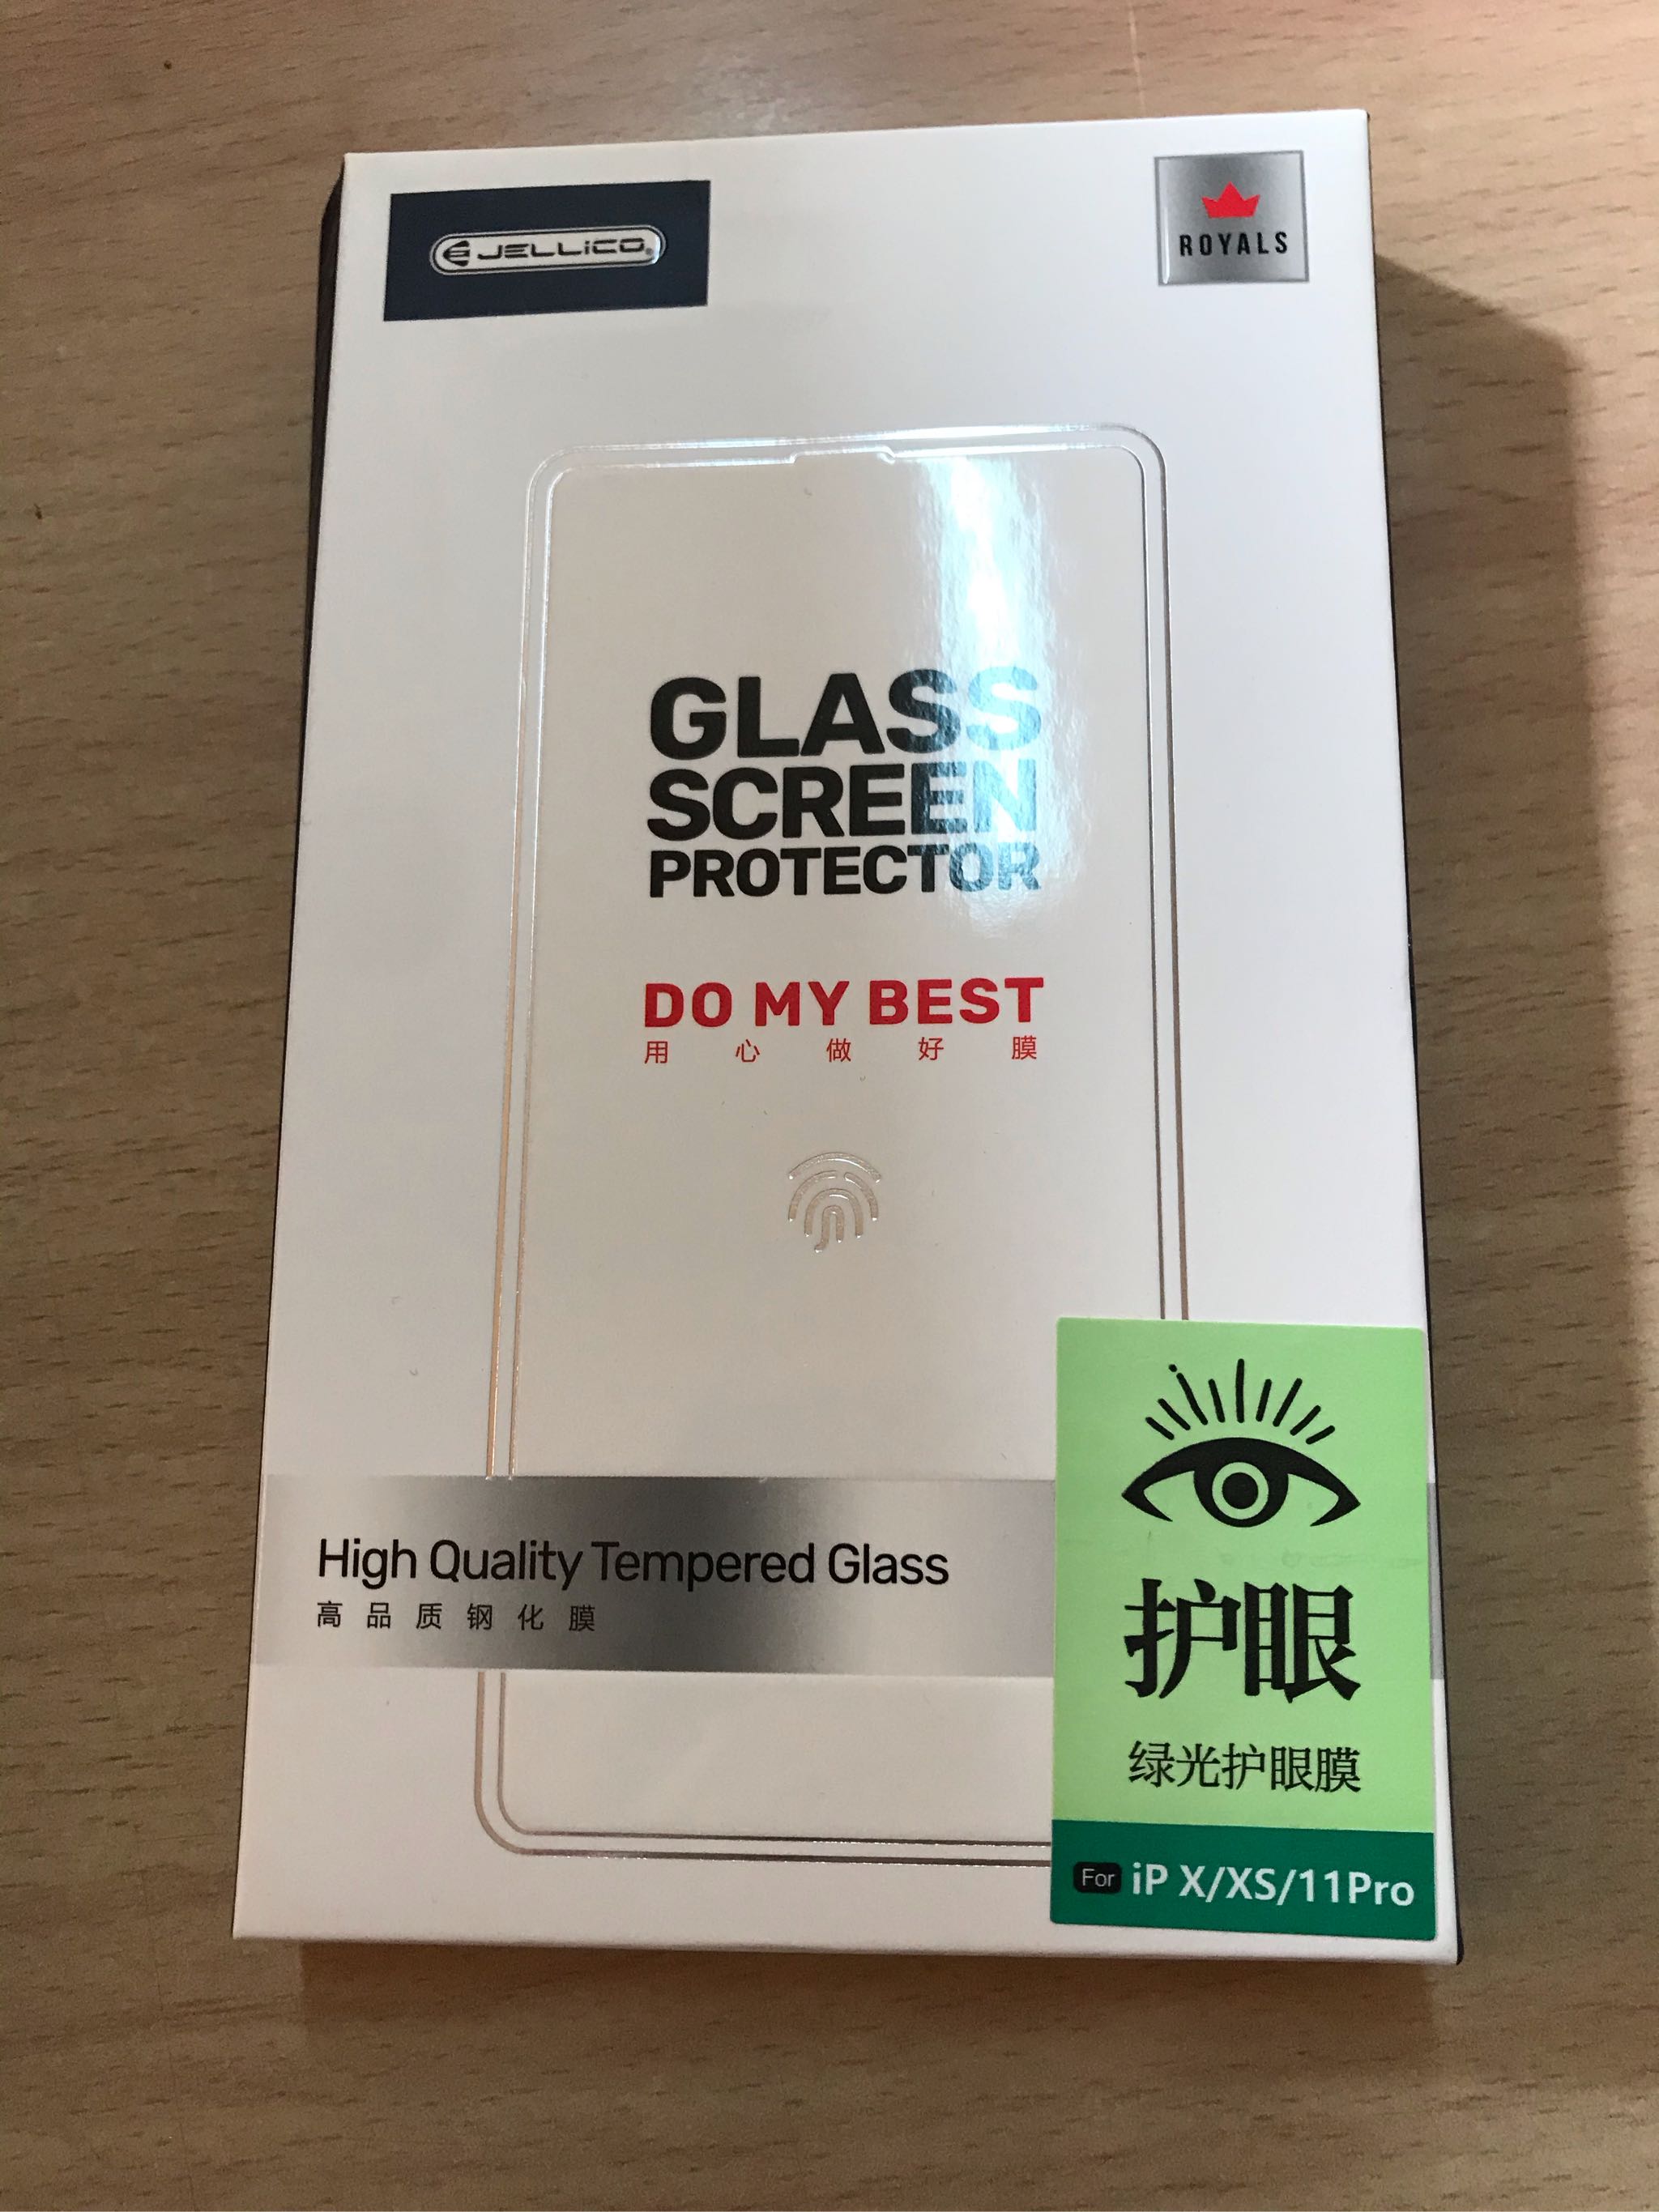 JELLICO
ROYALS
GLASS
SCREEN
PROTECTOR
DO MY BEST
用心做好膜
High Quality Tempered Glass
高品质钢化膜
护眼
绿光护眼膜
For iP X/XS/11Pro